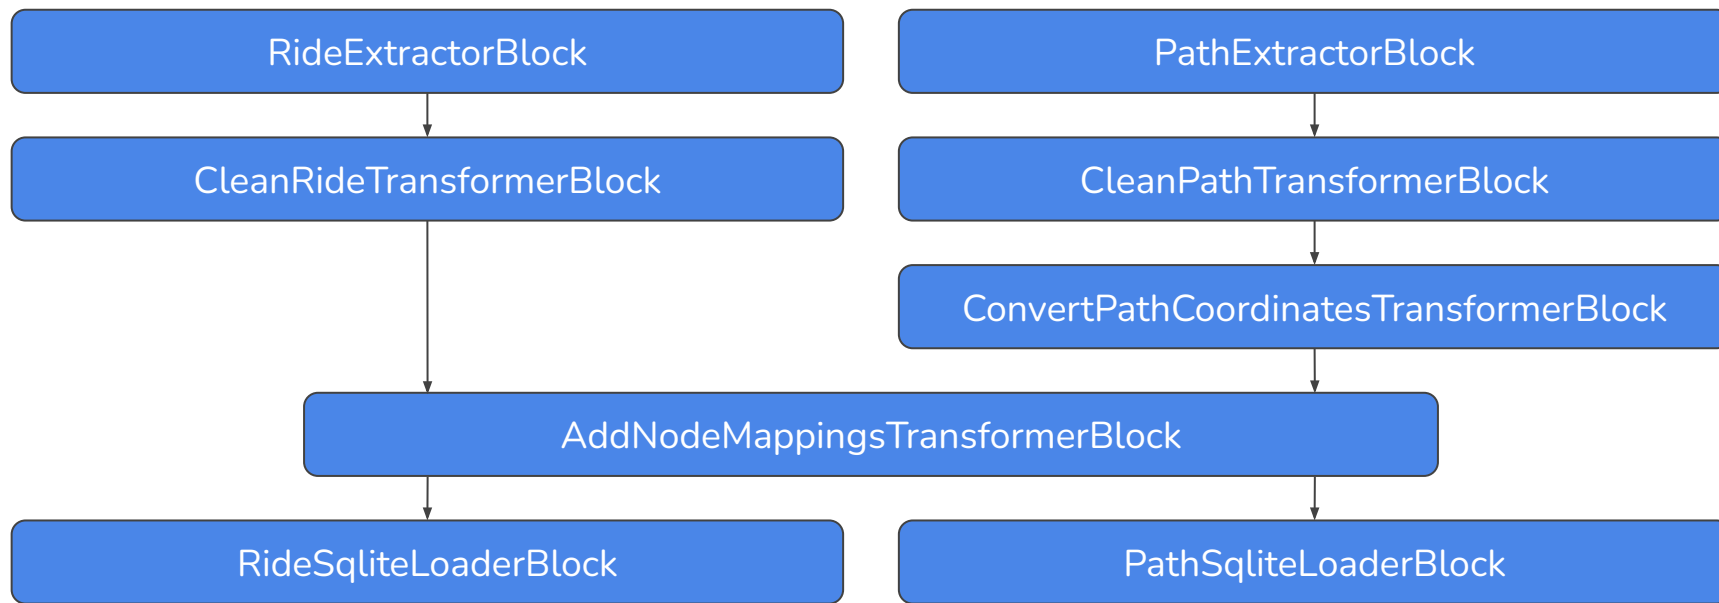 RideExtractorBlock
PathExtractorBlock
CleanRideTransformerBlock
CleanPathTransformerBlock
ConvertPathCoordinatesTransformerBlock
AddNodeMappingsTransformerBlock
RideSqliteLoaderBlock
PathSqliteLoaderBlock